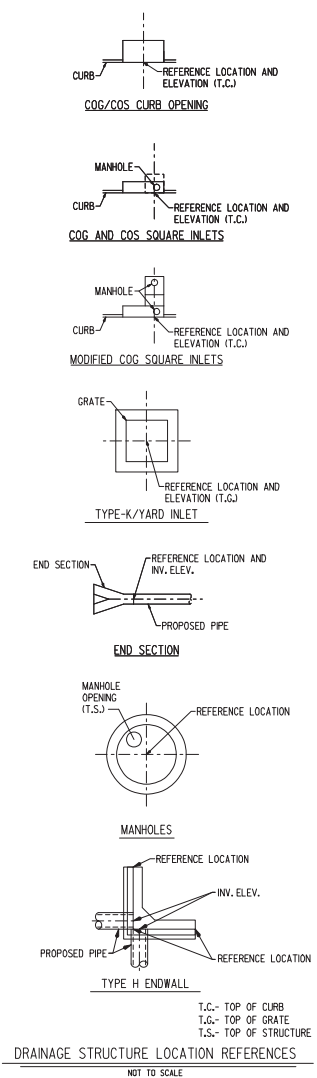 CURB
REFERENCE LOCATION AND
ELEVATION (T.C.)
COG/COS CURB OPENING
MANHOLE
CURB
REFERENCE LOCATION AND
ELEVATION (T.C.)
COG AND COS SQUARE INLETS
MANHOLE
CURB
REFERENCE LOCATION AND
ELEVATION (T.C.)
MODIFIED COG SQUARE INLETS
GRATE
REFERENCE LOCATION AND
ELEVATION (T.G.)
TYPE-K/YARD INLET
END SECTION
REFERENCE LOCATION AND
INV. ELEV.
PROPOSED PIPE
END SECTION
MANHOLE
OPENING
(T.S.)
REFERENCE LOCATION
MANHOLES
REFERENCE LOCATION
INV. ELEV.
PROPOSED PIPE
REFERENCE LOCATION
TYPE H ENDWALL
T.C.- TOP OF CURB
T.G.- TOP OF GRATE
T.S.- TOP OF STRUCTURE
DRAINAGE STRUCTURE LOCATION REFERENCES
NOT TO SCALE